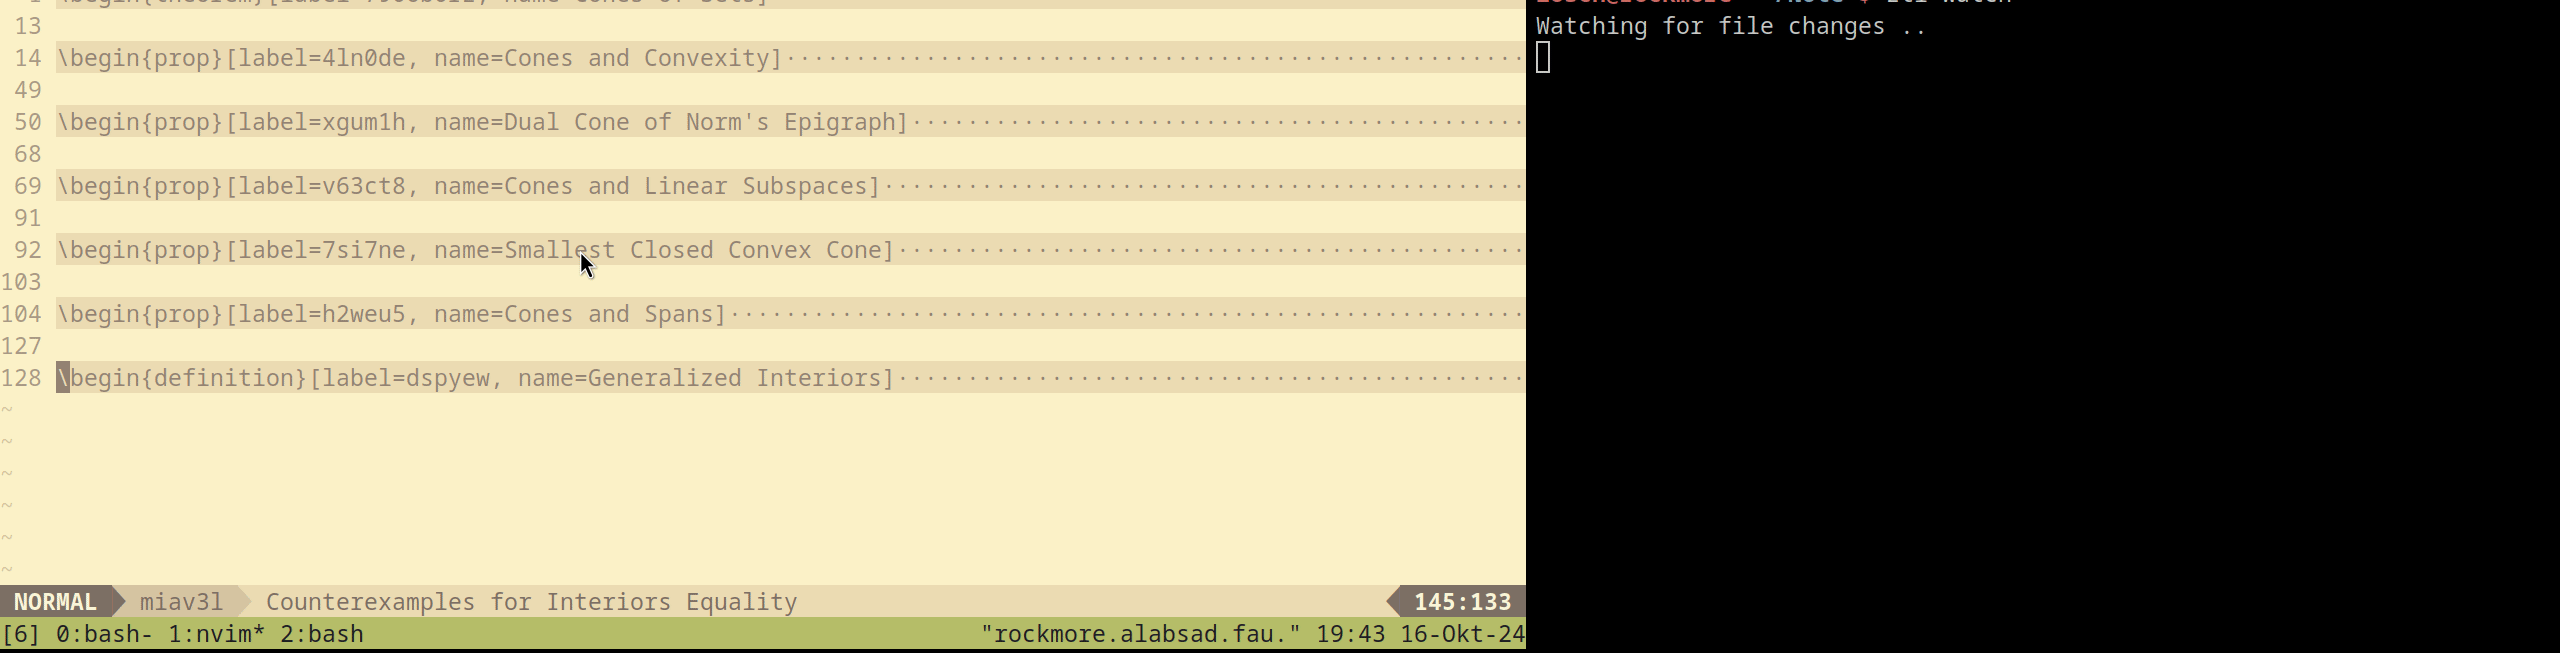 13
14 \begin{prop}[label=4ln0de, name=Cones and Convexity]
49
50 \begin{prop}[label=xgum1h, name=Dual Cone of Norm's Epigraph]
68
69 \begin{prop}[label=v63ct8, name=Cones and Linear Subspaces]
91
92 \begin{prop}[label=7si7ne, name=Smallest Closed Convex Cone]
103
104 \begin{prop}[label=h2weu5, name=Cones and Spans]
127
128 \begin{definition}[label=dspyew, name=Generalized Interiors]
~
~
~
~
~
~
NORMAL miav3l Counterexamples for Interiors Equality 145:133
[6] 0:bash- 1:nvim* 2:bash "rockmore.alabsad.fau." 19:43 16-Okt-24
Watching for file changes ..